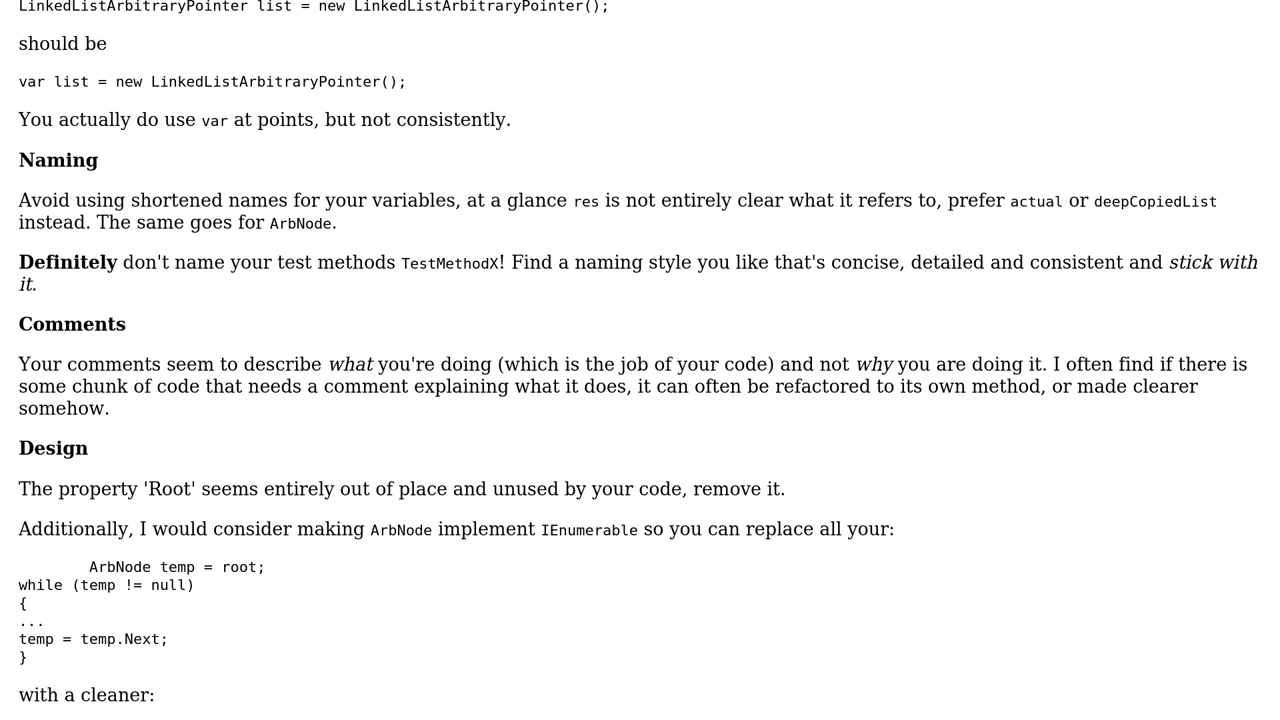 LinkedListArbitraryPointer list = new LinkedListArbitraryPointer();
should be
var list = new LinkedListArbitraryPointer();
You actually do use var at points, but not consistently.
Naming
Avoid using shortened names for your variables, at a glance res is not entirely clear what it refers to, prefer actual or deepCopiedList
instead. The same goes for ArbNode.
Definitely don't name your test methods TestMethodX! Find a naming style you like that's concise, detailed and consistent and stick with
it.
Comments
Your comments seem to describe what you're doing (which is the job of your code) and not why you are doing it. I often find if there is
some chunk of code that needs a comment explaining what it does, it can often be refactored to its own method, or made clearer
somehow.
Design
The property 'Root' seems entirely out of place and unused by your code, remove it.
Additionally, I would consider making ArbNode implement IEnumerable so you can replace all your:
ArbNode temp = root;
while (temp != null)
{
...
temp = temp.Next;
}
with a cleaner: